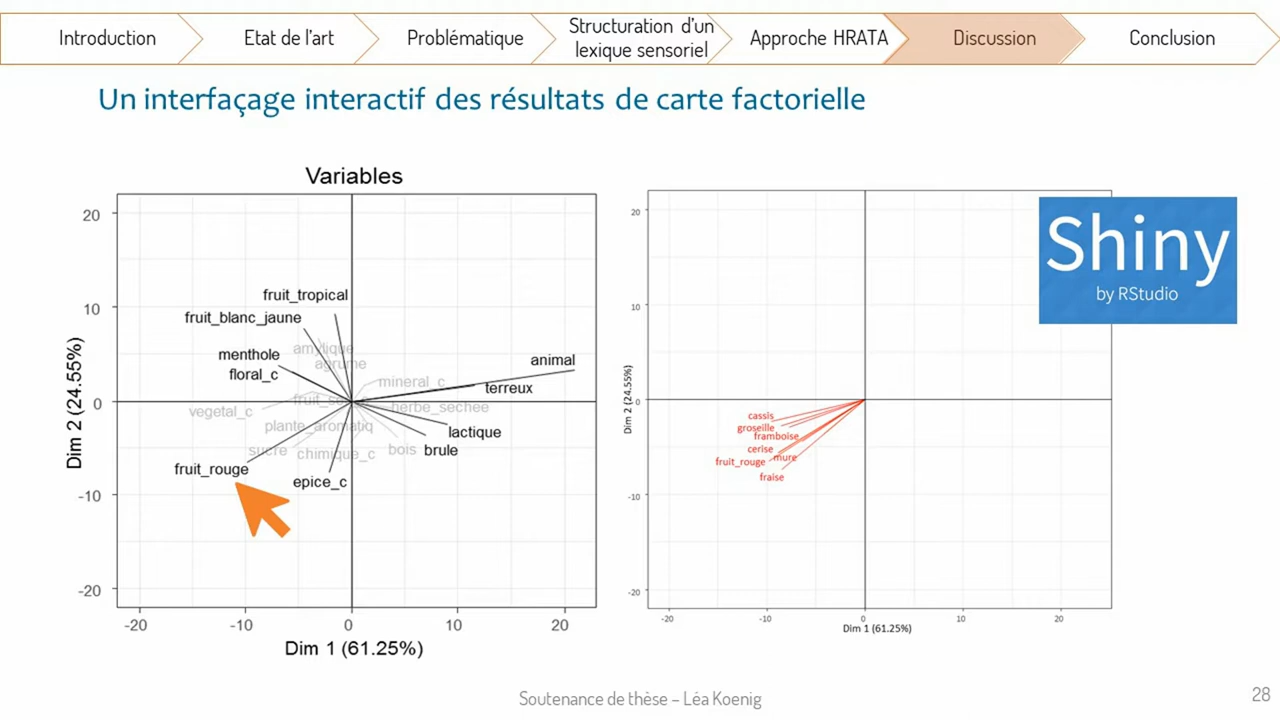 Introduction
Etat de l'art
Problématique
Structuration d'un
lexique sensoriel
Approche HRATA
Discussion
Conclusion
Un interfaçage interactif des résultats de carte factorielle
Variables
20
10
0
-10
-20
Dim 2 (24.55%)
fruit_tropical
fruit_blanc_jaune
amylique
agrume
menthole
floral_c
mineral_c
animal
terreux
vegetal_c
herbe_sechee
plante_aromatiq
lactique
sucre
chimique_c
bois
brule
fruit_rouge
epice_c
-20
-10
0
10
20
Dim 1 (61.25%)
20
10
0
-10
-20
Dim 2 (24.55%)
cassis
groseille
framboise
cerise
fruit_rouge
mure
fraise
-20
-10
0
10
20
Dim 1 (61.25%)
Shiny
by RStudio
Soutenance de thèse – Léa Koenig
28